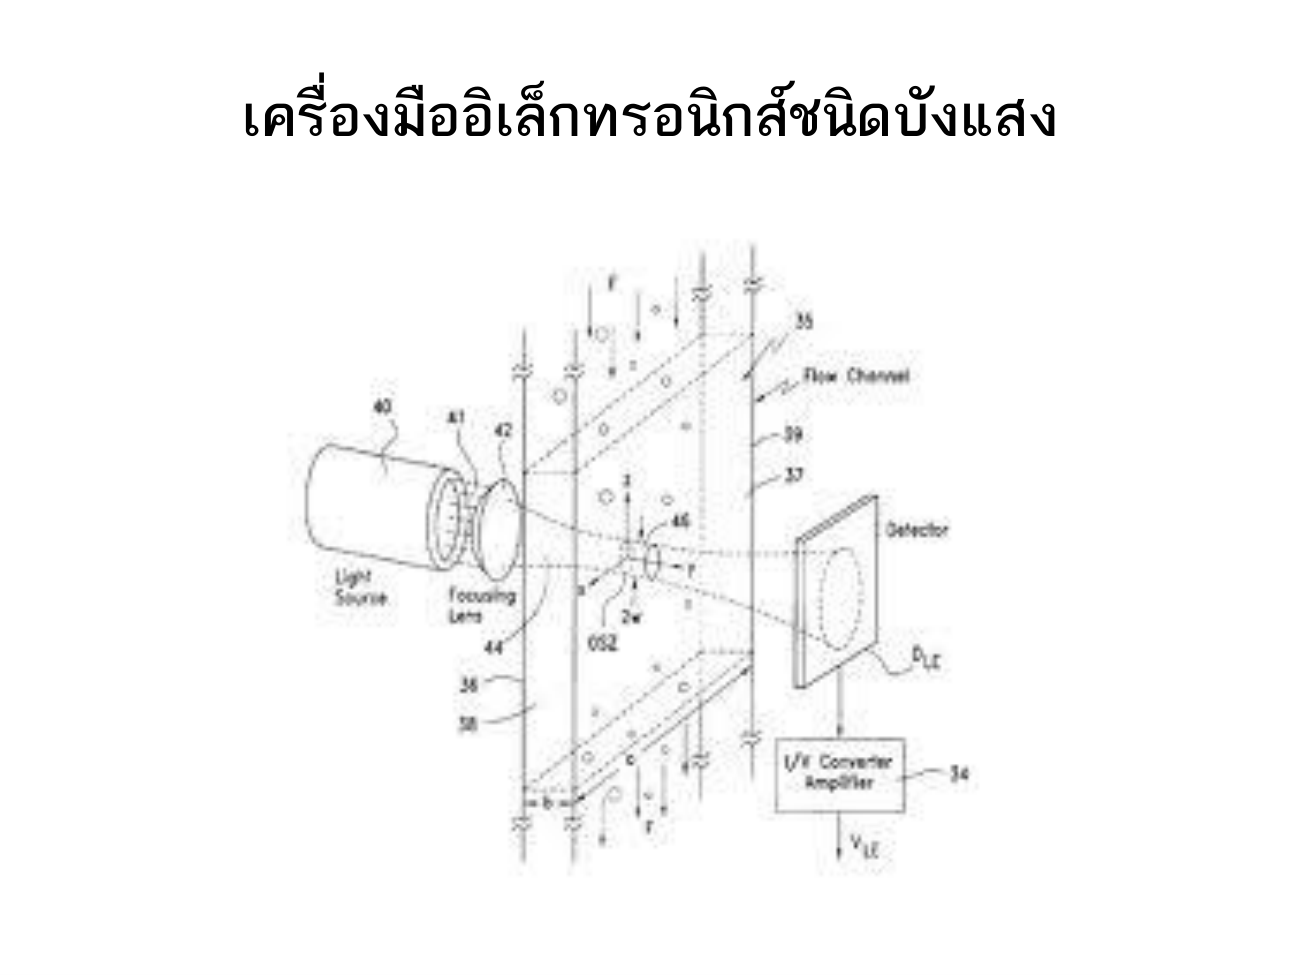 เครื่องมืออิเล็กทรอนิกส์ชนิดบังแสง
F
35
Flow Channel
40
41
42
39
37
z
46
Detector
Light
Source
Focusing
Lens
2w
OSZ
44
DLE
36
38
c
I/V Converter
Amplifier
34
b
F
VLE